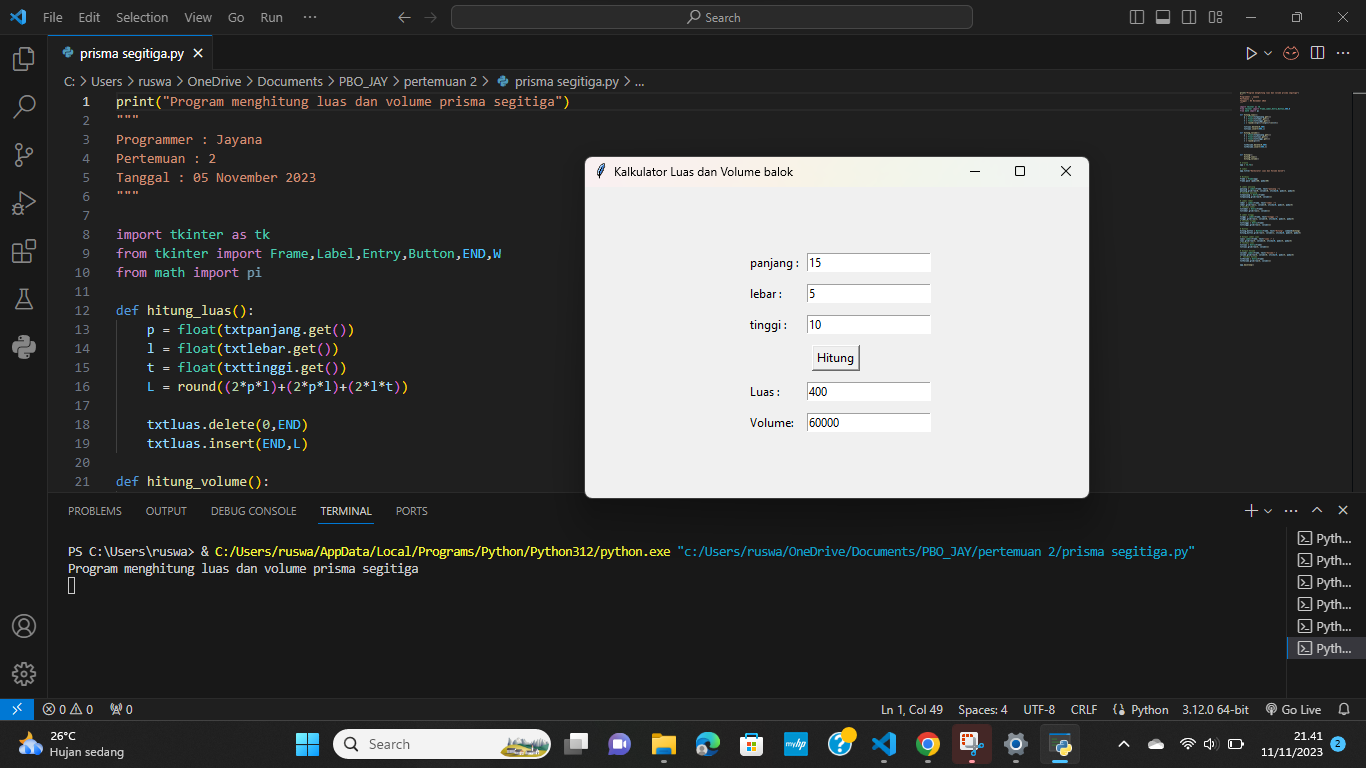 File Edit Selection View Go Run ··· Search
prisma segitiga.py
C: > Users > ruswa > OneDrive > Documents > PBO_JAY > pertemuan 2 > prisma segitiga.py > ...
1 print("Program menghitung luas dan volume prisma segitiga")
2 """
3 Programmer : Jayana
4 Pertemuan : 2
5 Tanggal : 05 November 2023
6 """
7
8 import tkinter as tk
9 from tkinter import Frame,Label,Entry,Button,END,W
10 from math import pi
11
12 def hitung_luas():
13 p = float(txtpanjang.get())
14 l = float(txtlebar.get())
15 t = float(txttinggi.get())
16 L = round((2*p*l)+(2*p*l)+(2*l*t))
17
18 txtluas.delete(0,END)
19 txtluas.insert(END,L)
20
21 def hitung_volume():
Kalkulator Luas dan Volume balok
panjang : 15
lebar : 5
tinggi : 10
Hitung
Luas : 400
Volume: 60000
PROBLEMS OUTPUT DEBUG CONSOLE TERMINAL PORTS
PS C:\Users\ruswa> & C:/Users/ruswa/AppData/Local/Programs/Python/Python312/python.exe "c:/Users/ruswa/OneDrive/Documents/PBO_JAY/pertemuan 2/prisma segitiga.py"
Program menghitung luas dan volume prisma segitiga
Pyth...
Pyth...
Pyth...
Pyth...
Pyth...
Pyth...
0 0 0 Ln 1, Col 49 Spaces: 4 UTF-8 CRLF Python 3.12.0 64-bit Go Live
26°C
Hujan sedang
Search
myhp
21.41
11/11/2023
2